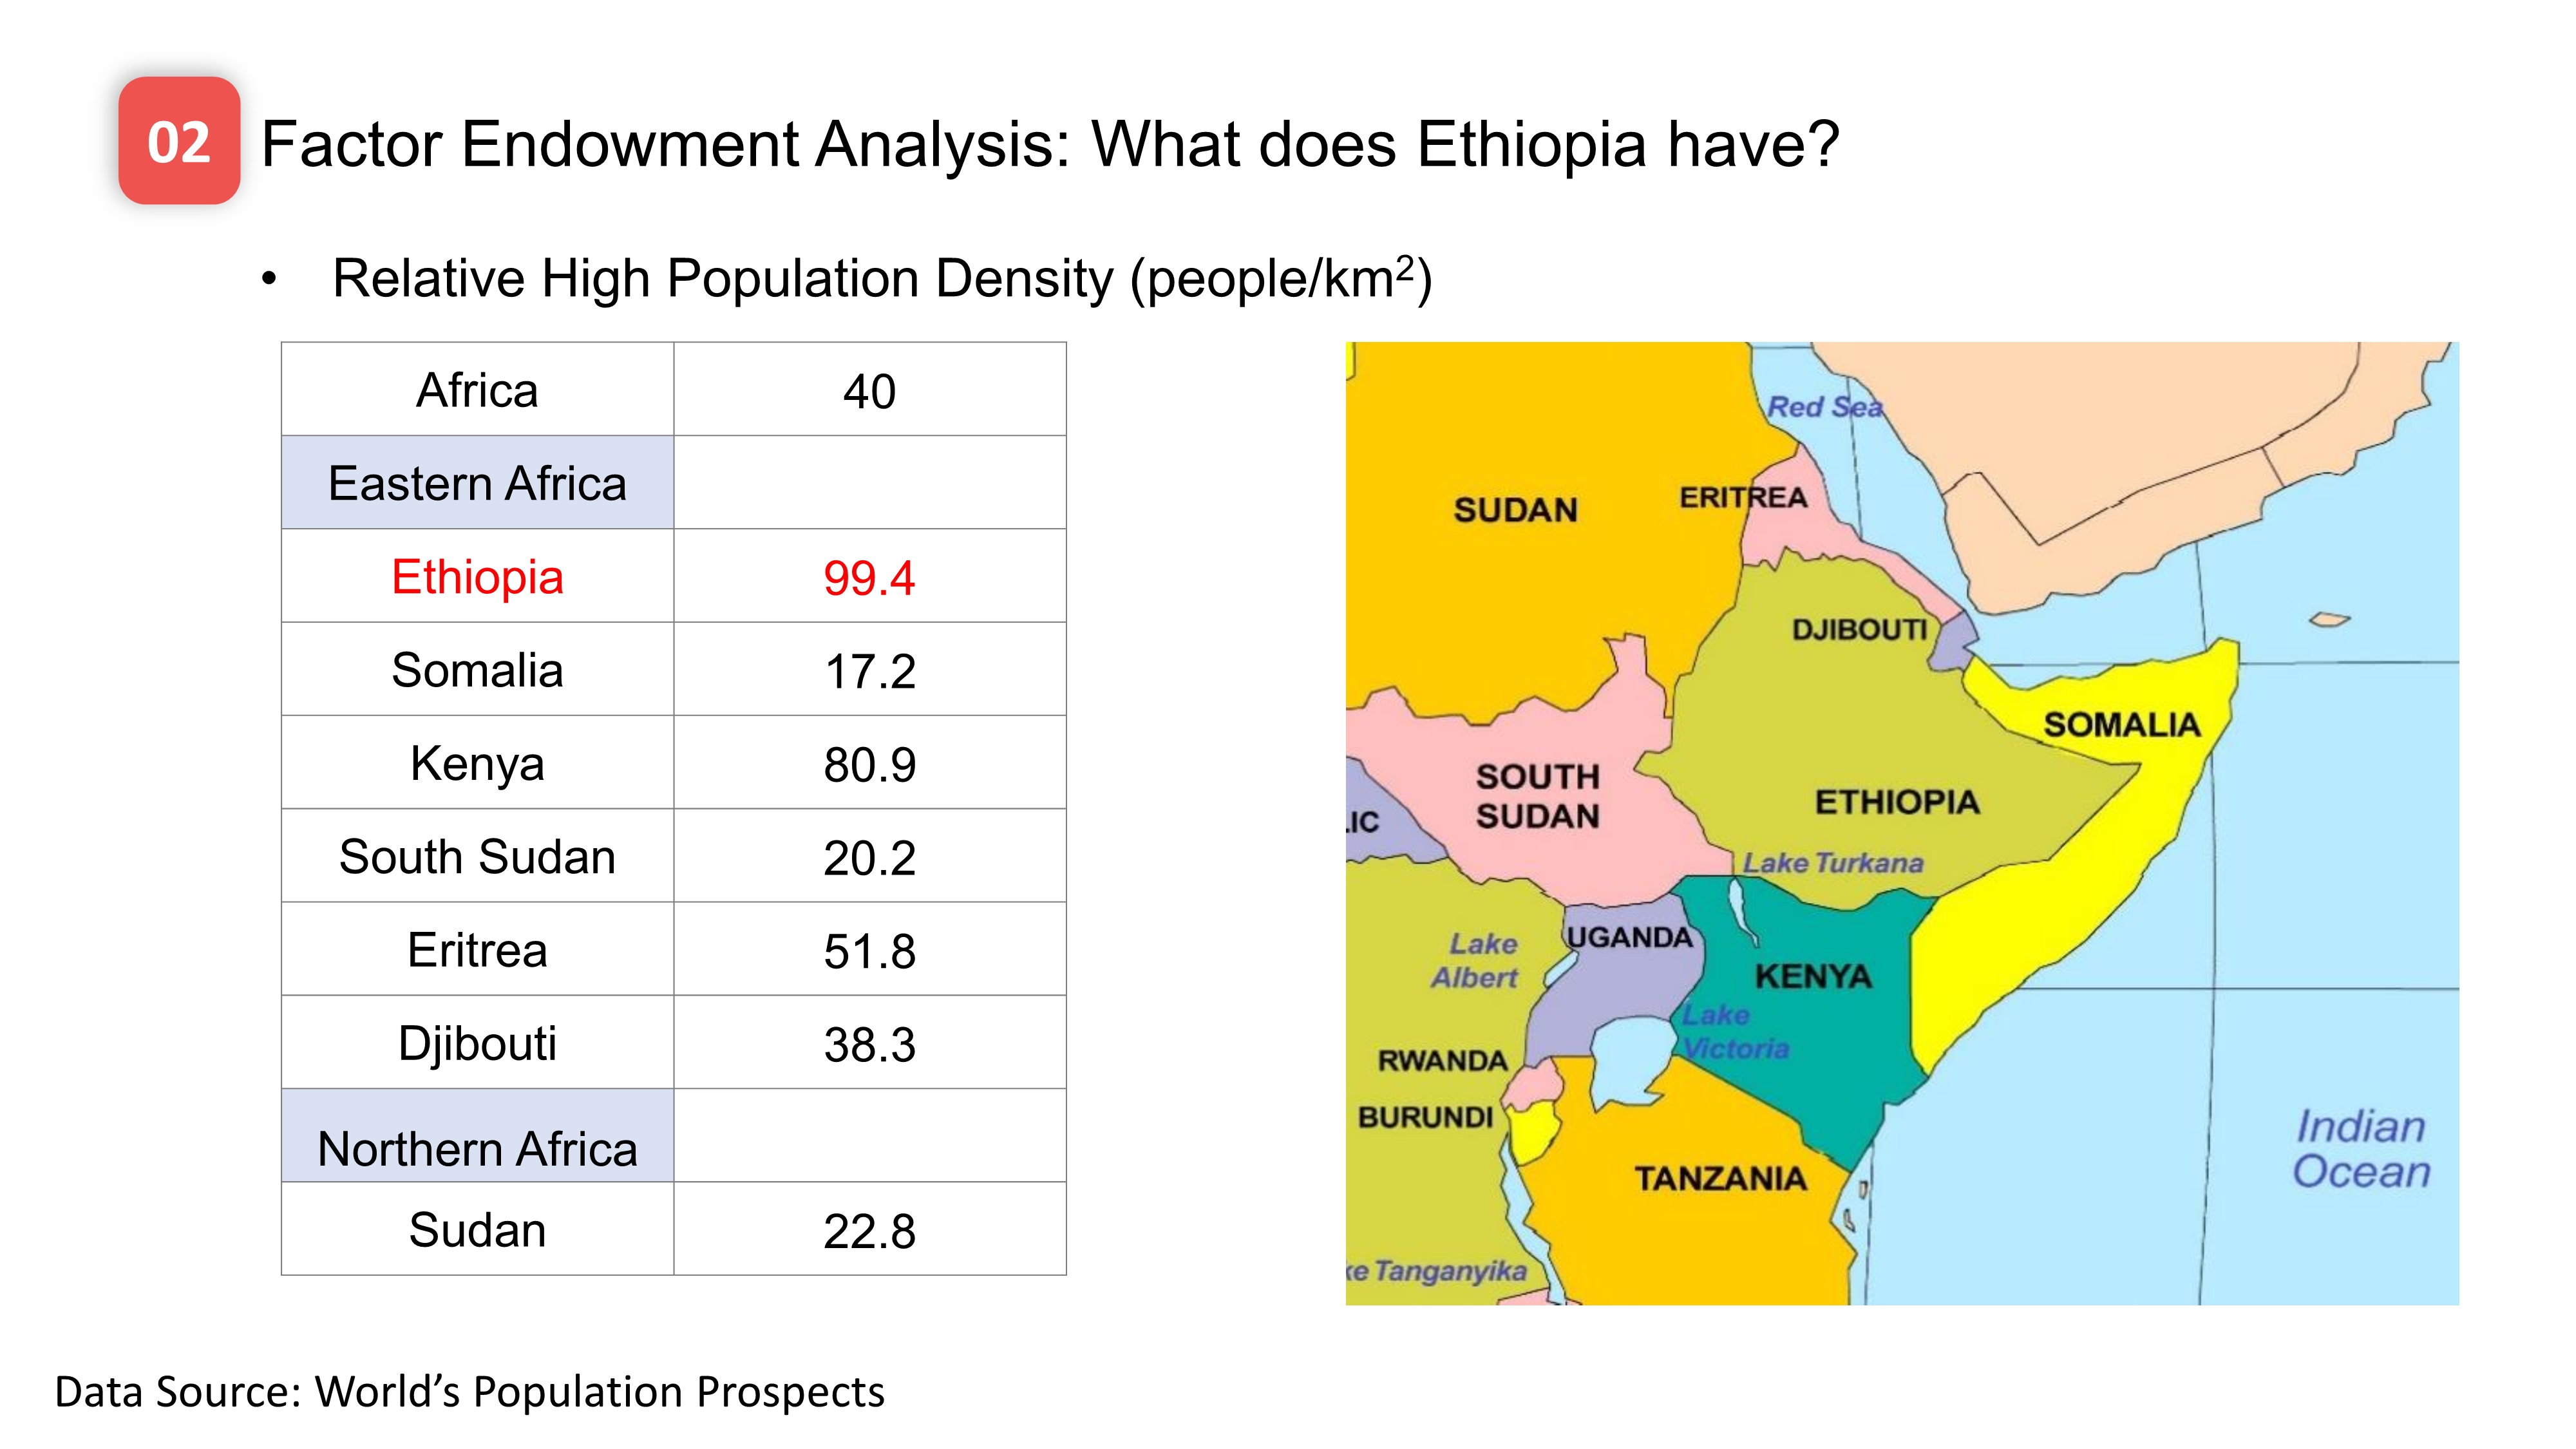 02
Factor Endowment Analysis: What does Ethiopia have?
• Relative High Population Density (people/km²)
Africa 40
Eastern Africa
Ethiopia 99.4
Somalia 17.2
Kenya 80.9
South Sudan 20.2
Eritrea 51.8
Djibouti 38.3
Northern Africa
Sudan 22.8
Red Sea
SUDAN
ERITREA
DJIBOUTI
SOMALIA
SOUTH
SUDAN
ETHIOPIA
LIC
Lake Turkana
UGANDA
Lake
Albert
KENYA
Lake
Victoria
RWANDA
BURUNDI
TANZANIA
Indian
Ocean
ke Tanganyika
Data Source: World’s Population Prospects